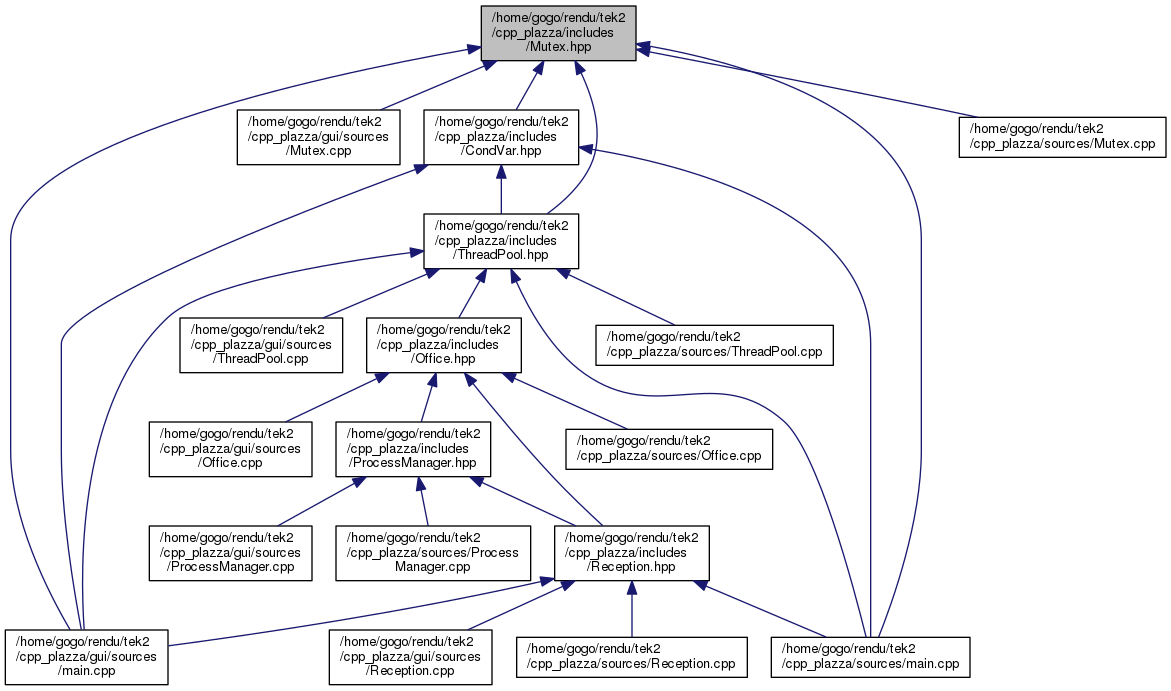 /home/gogo/rendu/tek2
/cpp_plazza/includes
/Mutex.hpp
/home/gogo/rendu/tek2
/cpp_plazza/gui/sources
/Mutex.cpp
/home/gogo/rendu/tek2
/cpp_plazza/includes
/CondVar.hpp
/home/gogo/rendu/tek2
/cpp_plazza/sources/Mutex.cpp
/home/gogo/rendu/tek2
/cpp_plazza/includes
/ThreadPool.hpp
/home/gogo/rendu/tek2
/cpp_plazza/gui/sources
/ThreadPool.cpp
/home/gogo/rendu/tek2
/cpp_plazza/includes
/Office.hpp
/home/gogo/rendu/tek2
/cpp_plazza/sources/ThreadPool.cpp
/home/gogo/rendu/tek2
/cpp_plazza/gui/sources
/Office.cpp
/home/gogo/rendu/tek2
/cpp_plazza/includes
/ProcessManager.hpp
/home/gogo/rendu/tek2
/cpp_plazza/sources/Office.cpp
/home/gogo/rendu/tek2
/cpp_plazza/gui/sources
/ProcessManager.cpp
/home/gogo/rendu/tek2
/cpp_plazza/sources/Process
Manager.cpp
/home/gogo/rendu/tek2
/cpp_plazza/includes
/Reception.hpp
/home/gogo/rendu/tek2
/cpp_plazza/gui/sources
/main.cpp
/home/gogo/rendu/tek2
/cpp_plazza/gui/sources
/Reception.cpp
/home/gogo/rendu/tek2
/cpp_plazza/sources/Reception.cpp
/home/gogo/rendu/tek2
/cpp_plazza/sources/main.cpp